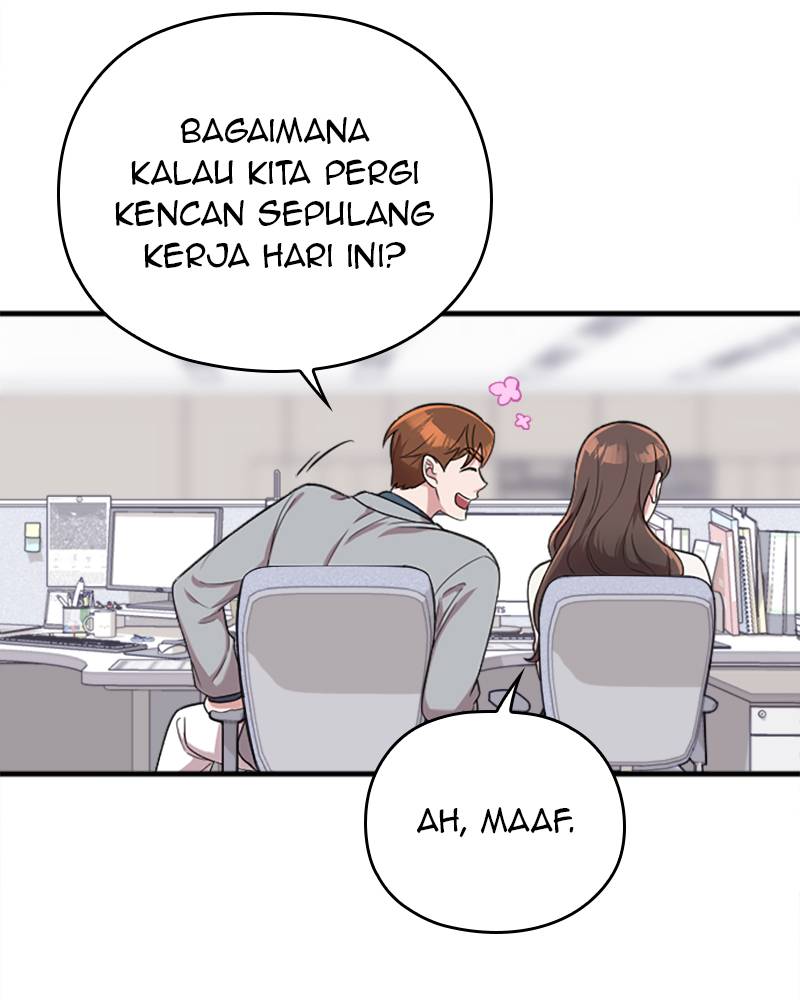 BAGAIMANA
KALAU KITA PERGI
KENCAN SEPULANG
KERJA HARI INI?
AH, MAAF.